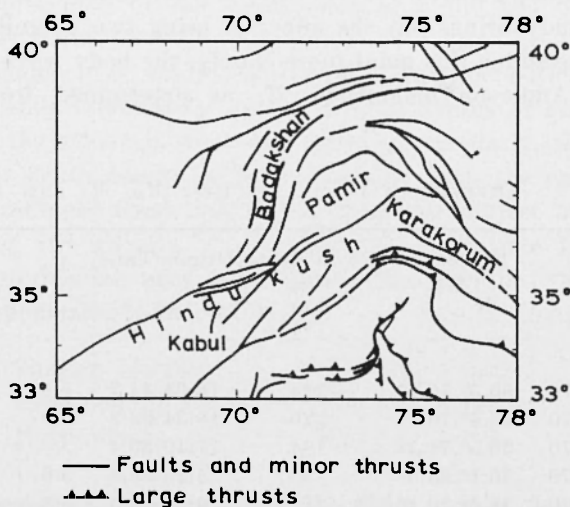 65° 70° 75° 78°
40° 40°
Badakshan
Pamir
Karakorum
Hindu Kush
35° 35°
Kabul
33° 33°
65° 70° 75° 78°
Faults and minor thrusts
Large thrusts